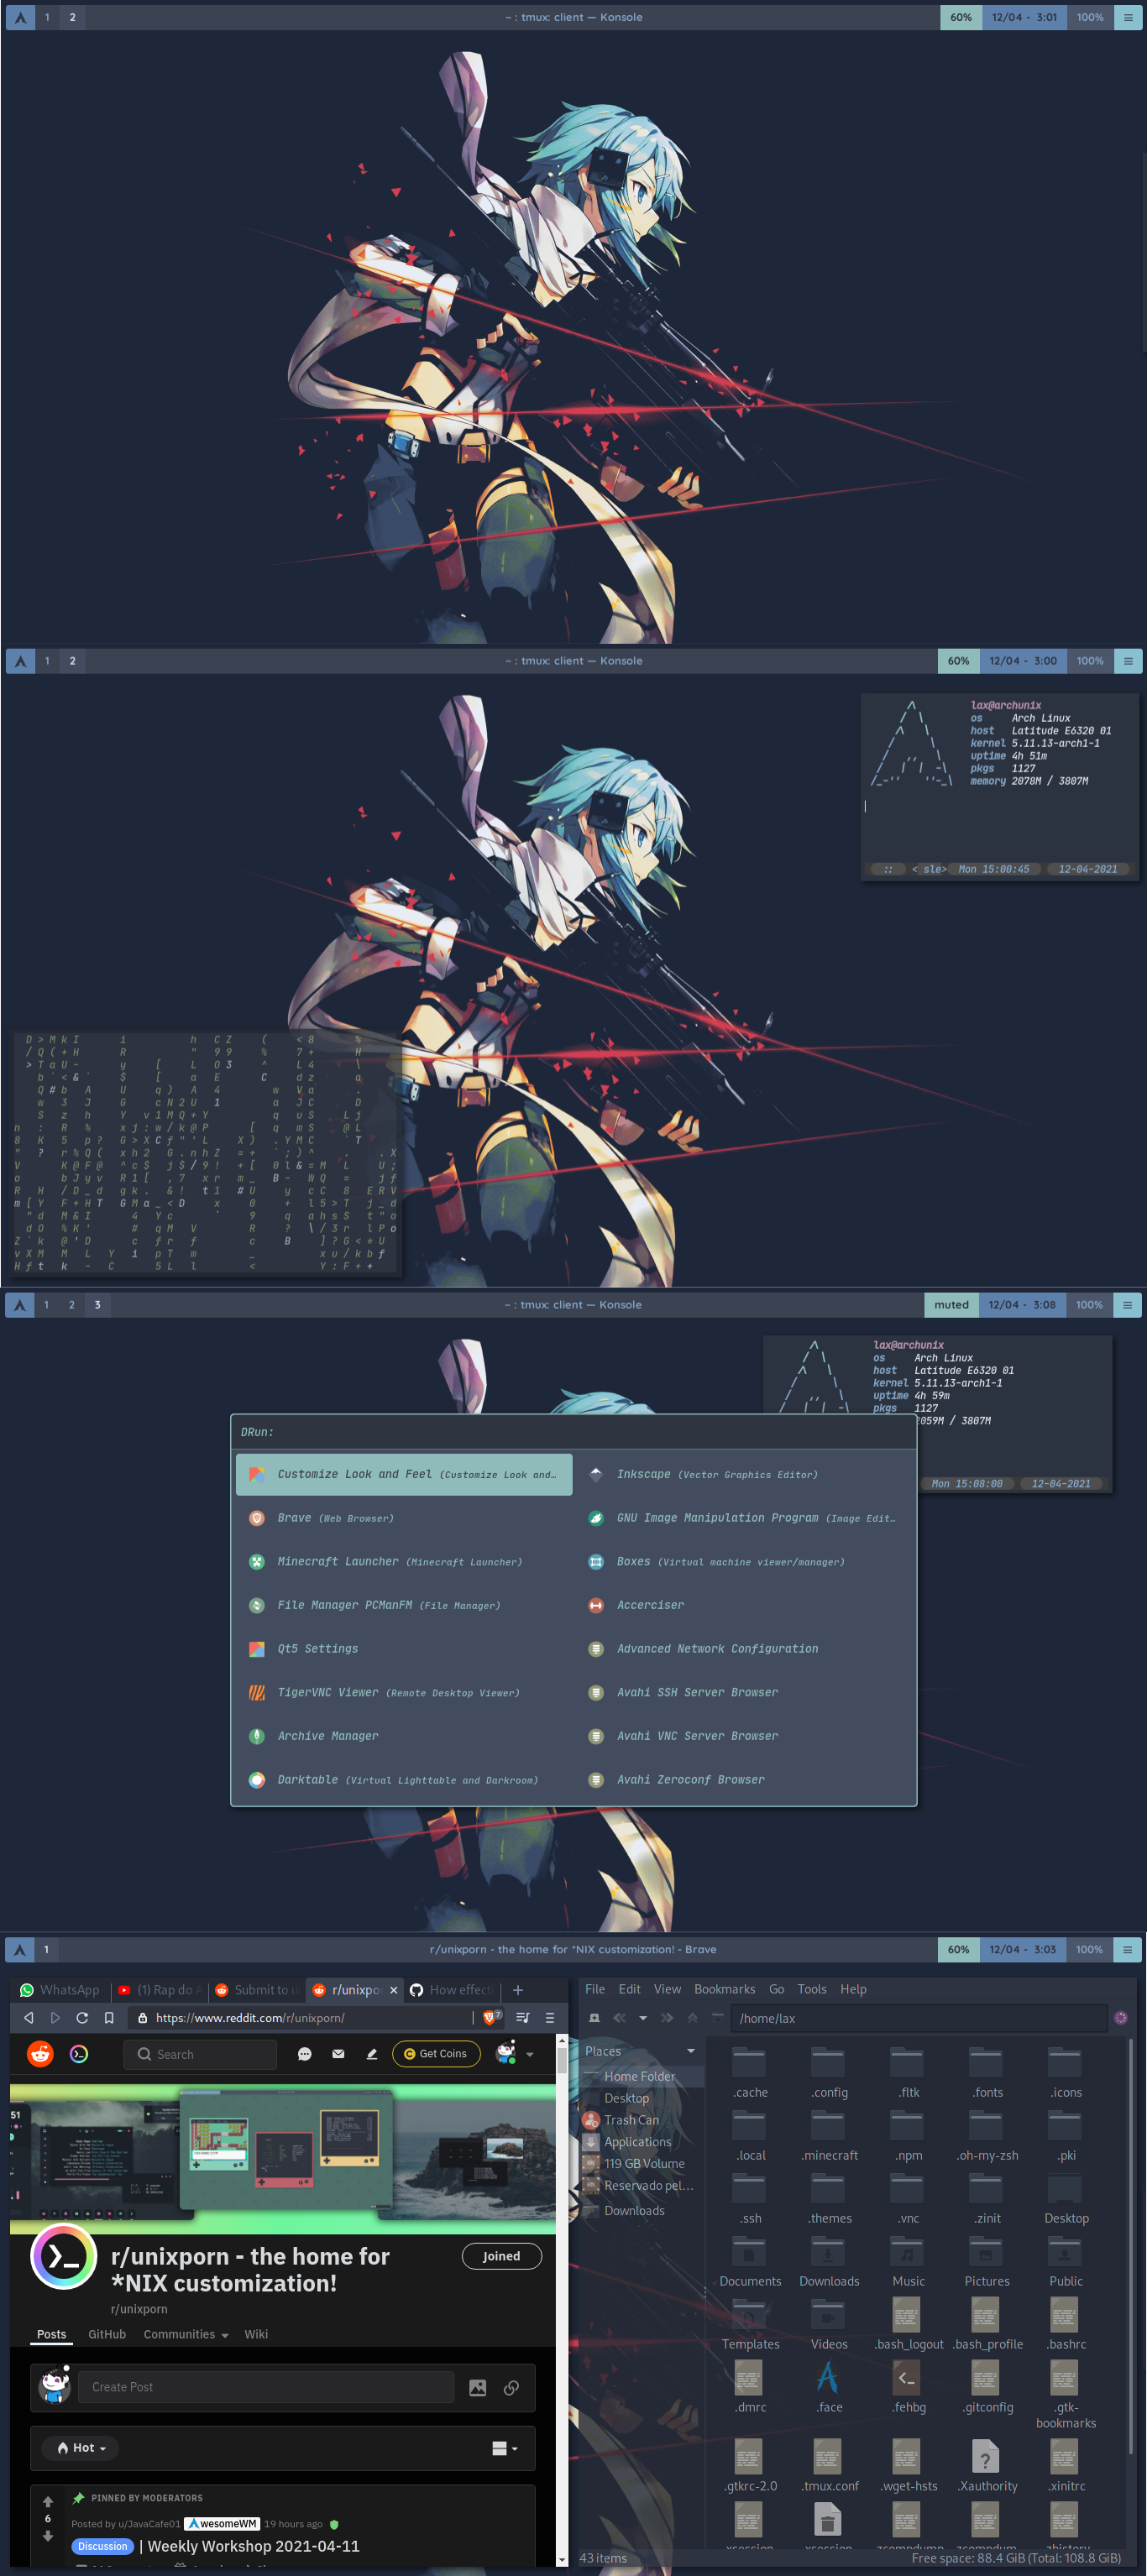 1 2 ~ : tmux: client — Konsole 60% 12/04 - 3:01 100%
1 2 ~ : tmux: client — Konsole 60% 12/04 - 3:00 100%
lax@archunix
os Arch Linux
host Latitude E6320 01
kernel 5.11.13-arch1-1
uptime 4h 51m
pkgs 1127
memory 2078M / 3807M
:: < sle> Mon 15:00:45 12-04-2021
1 2 3 ~ : tmux: client — Konsole muted 12/04 - 3:08 100%
lax@archunix
os Arch Linux
host Latitude E6320 01
kernel 5.11.13-arch1-1
uptime 4h 59m
pkgs 1127
2059M / 3807M
Mon 15:08:00 12-04-2021
DRun:
Customize Look and Feel (Customize Look and…
Brave (Web Browser)
Minecraft Launcher (Minecraft Launcher)
File Manager PCManFM (File Manager)
Qt5 Settings
TigerVNC Viewer (Remote Desktop Viewer)
Archive Manager
Darktable (Virtual Lighttable and Darkroom)
Inkscape (Vector Graphics Editor)
GNU Image Manipulation Program (Image Edit…
Boxes (Virtual machine viewer/manager)
Accerciser
Advanced Network Configuration
Avahi SSH Server Browser
Avahi VNC Server Browser
Avahi Zeroconf Browser
1 r/unixporn - the home for *NIX customization! - Brave 60% 12/04 - 3:03 100%
WhatsApp (1) Rap do A Submit to u r/unixpo How effecti
https://www.reddit.com/r/unixporn/ 7
Search Get Coins
r/unixporn - the home for
*NIX customization!
Joined
r/unixporn
Posts GitHub Communities Wiki
Create Post
Hot
PINNED BY MODERATORS
6
Posted by u/JavaCafe01 AwesomeWM 19 hours ago
Discussion | Weekly Workshop 2021-04-11
File Edit View Bookmarks Go Tools Help
/home/lax
Places
Home Folder
Desktop
Trash Can
Applications
119 GB Volume
Reservado pel…
Downloads
.cache .config .fltk .fonts .icons
.local .minecraft .npm .oh-my-zsh .pki
.ssh .themes .vnc .zinit Desktop
Documents Downloads Music Pictures Public
Templates Videos .bash_logout .bash_profile .bashrc
.dmrc .face .fehbg .gitconfig .gtk-
bookmarks
.gtkrc-2.0 .tmux.conf .wget-hsts .Xauthority .xinitrc
43 items Free space: 88.4 GiB (Total: 108.8 GiB)